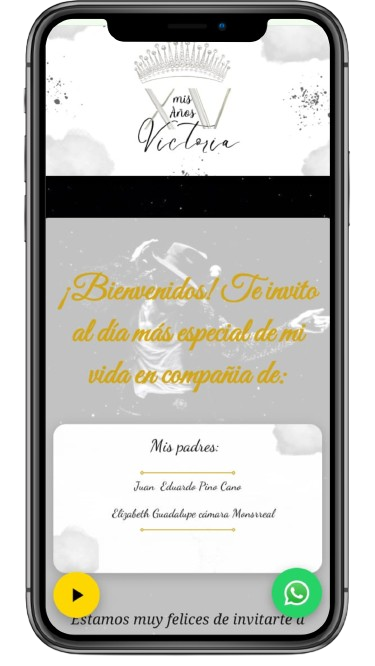 XV
mis
Años
Victoria
¡Bienvenidos! Te invito
al día más especial de mi
vida en compañia de:
Mis padres:
Juan Eduardo Pino Cano
Elizabeth Guadalupe cámara Monsrreal
Estamos muy felices de invitarte a